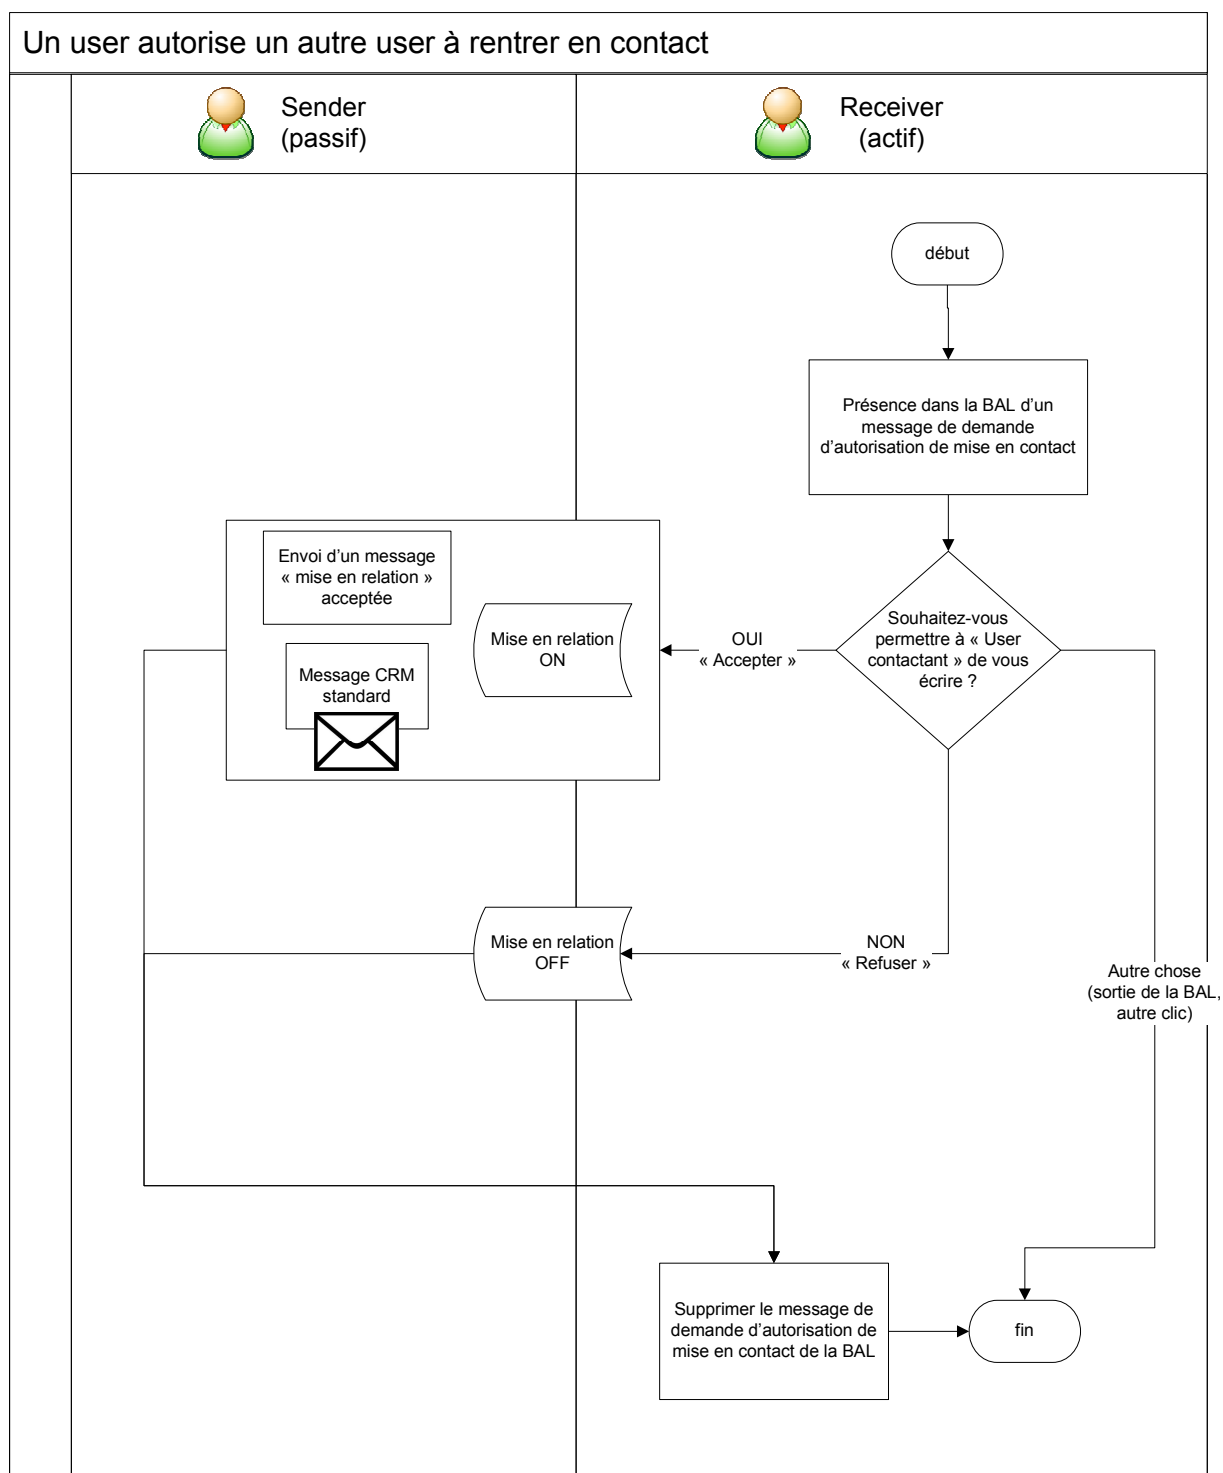 Un user autorise un autre user à rentrer en contact
Sender
(passif)
Receiver
(actif)
début
Présence dans la BAL d’un
message de demande
d’autorisation de mise en contact
Envoi d’un message
« mise en relation »
acceptée
Mise en relation
ON
Message CRM
standard
OUI
« Accepter »
Souhaitez-vous
permettre à « User
contactant » de vous
écrire ?
Mise en relation
OFF
NON
« Refuser »
Autre chose
(sortie de la BAL,
autre clic)
Supprimer le message de
demande d’autorisation de
mise en contact de la BAL
fin